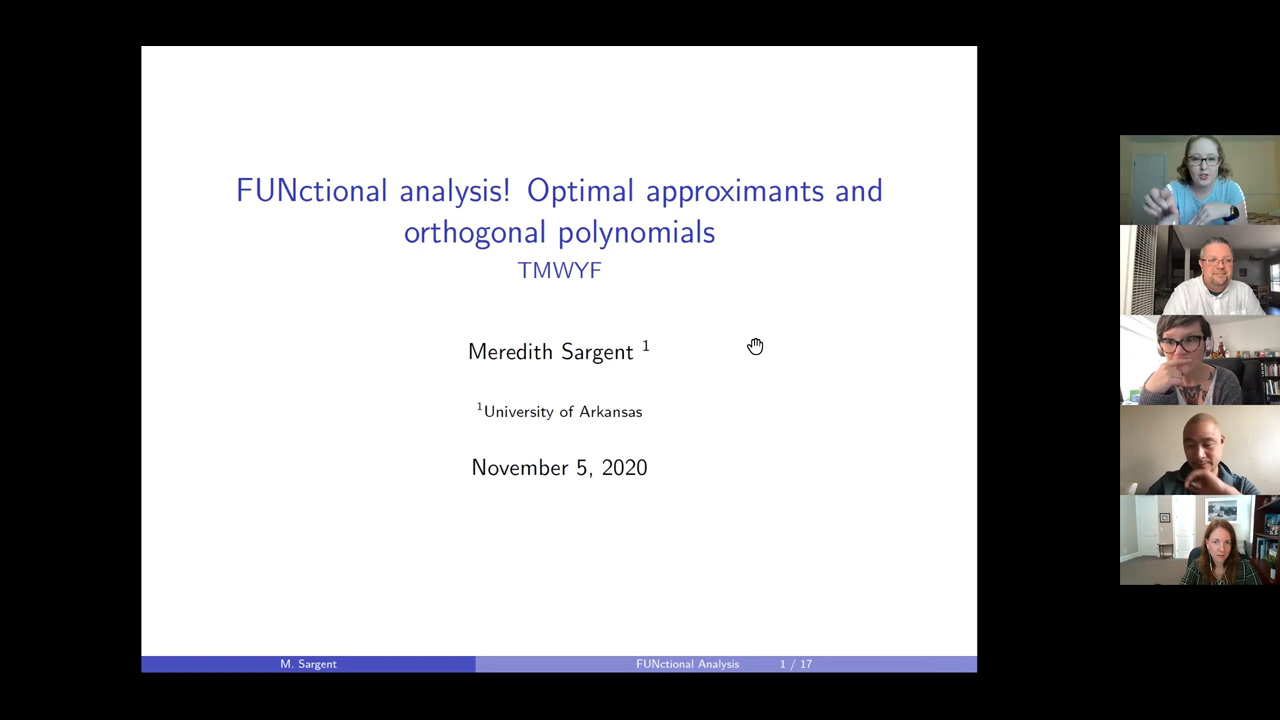 FUNctional analysis! Optimal approximants and
orthogonal polynomials
TMWYF
Meredith Sargent ¹
¹University of Arkansas
November 5, 2020
M. Sargent
FUNctional Analysis 1 / 17